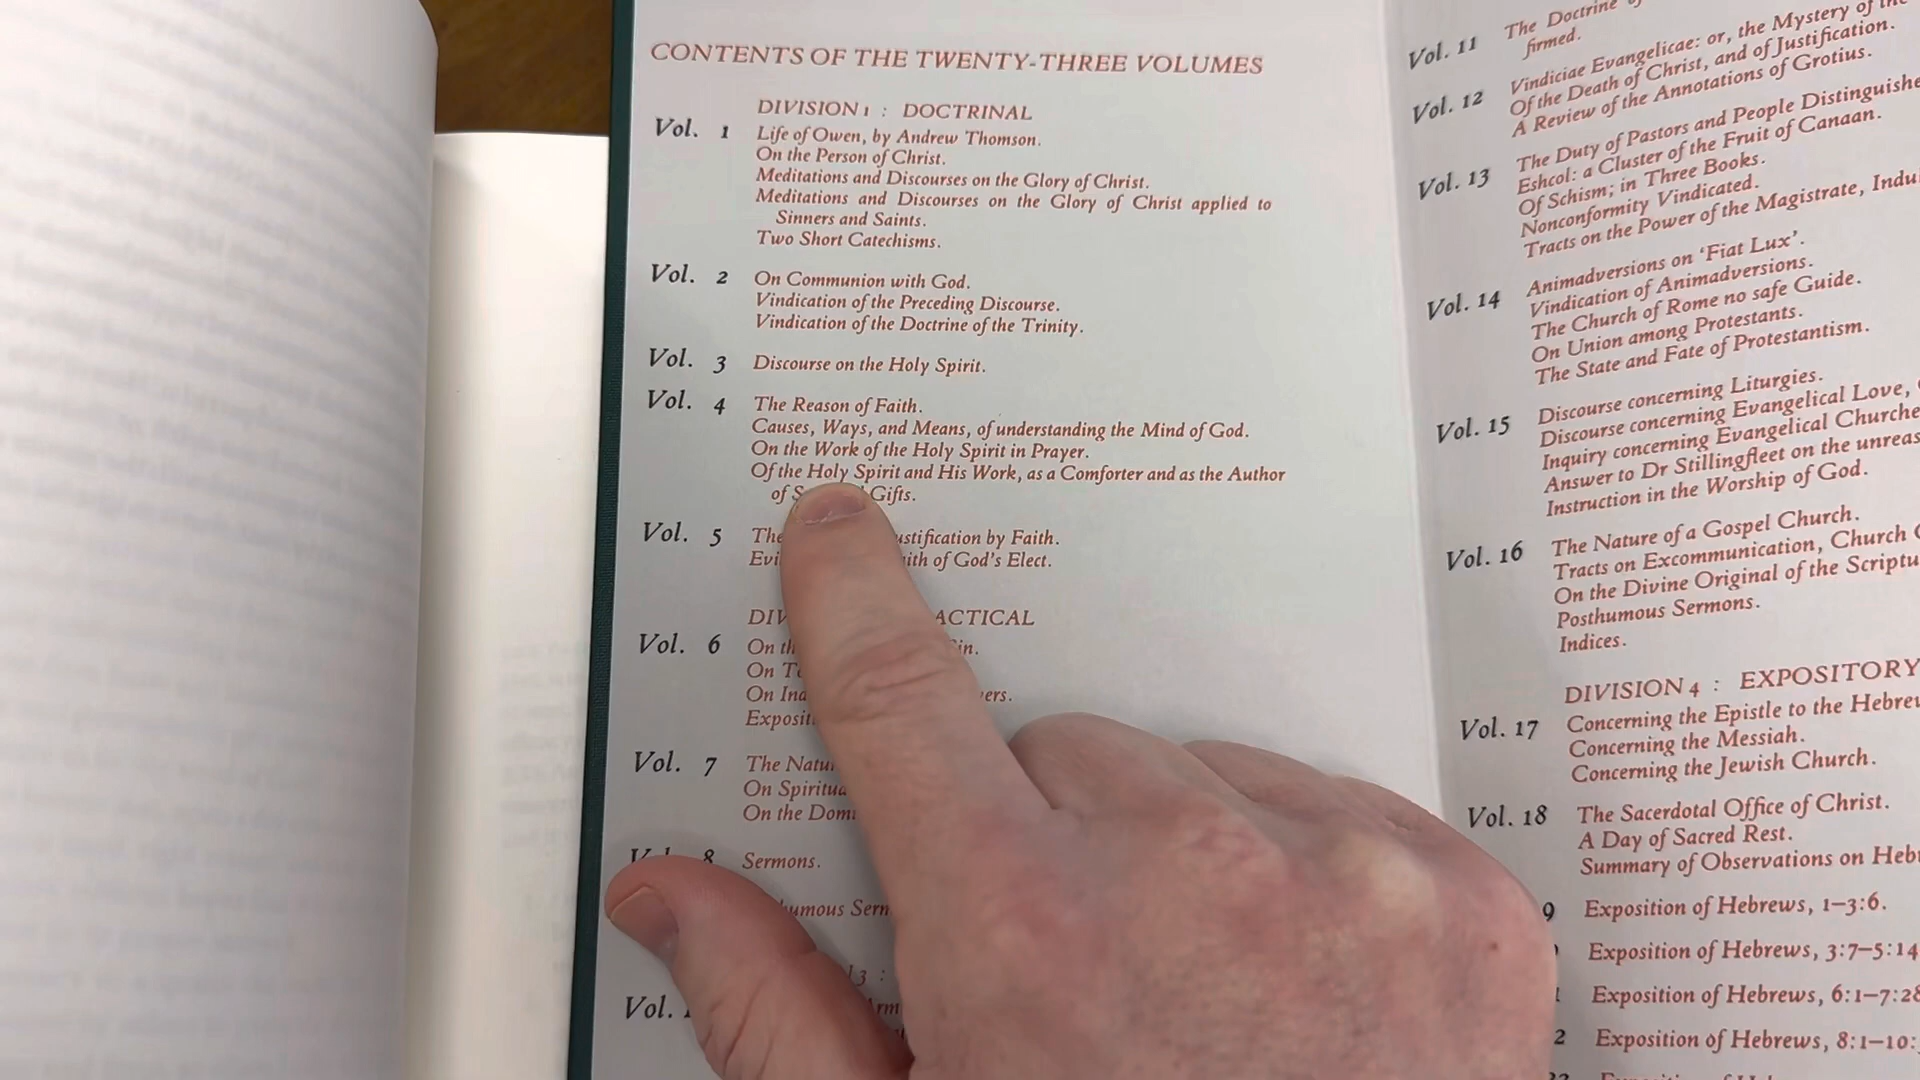 CONTENTS OF THE TWENTY-THREE VOLUMES
DIVISION 1 : DOCTRINAL
Vol. 1 Life of Owen, by Andrew Thomson.
On the Person of Christ.
Meditations and Discourses on the Glory of Christ.
Meditations and Discourses on the Glory of Christ applied to
Sinners and Saints.
Two Short Catechisms.
Vol. 2 On Communion with God.
Vindication of the Preceding Discourse.
Vindication of the Doctrine of the Trinity.
Vol. 3 Discourse on the Holy Spirit.
Vol. 4 The Reason of Faith.
Causes, Ways, and Means, of understanding the Mind of God.
On the Work of the Holy Spirit in Prayer.
Of the Holy Spirit and His Work, as a Comforter and as the Author
of Gifts.
Vol. 5 The by Faith.
of God's Elect.
Vol. 6 On
On
On
Vol. 7 The
On
On the
8 Sermons.
Vol.
Vol. 11 The Doctrine
firmed.
Vol. 12 Vindiciae Evangelicae: or, the Mystery of the
Of the Death of Christ, and of Justification.
A Review of the Annotations of Grotius.
Vol. 13 The Duty of Pastors and People
Eshcol: a Cluster of the Fruit of Canaan.
Of Schism; in Three Books.
Nonconformity Vindicated.
Tracts on the Power of the Magistrate,
Vol. 14 Animadversions on 'Fiat Lux'.
Vindication of Animadversions.
The Church of Rome no safe Guide.
On Union among Protestants.
The State and Fate of Protestantism.
Vol. 15 Discourse concerning Liturgies.
Discourse concerning Evangelical Love,
Inquiry concerning Evangelical
Answer to Dr Stillingfleet on the
Instruction in the Worship of God.
Vol. 16 The Nature of a Gospel Church.
Tracts on Excommunication, Church
On the Divine Original of the
Posthumous Sermons.
Indices.
DIVISION 4 : EXPOSITORY
Vol. 17 Concerning the Epistle to the
Concerning the Messiah.
Concerning the Jewish Church.
Vol. 18 The Sacerdotal Office of Christ.
A Day of Sacred Rest.
Summary of Observations on
9 Exposition of Hebrews, 1–3:6.
Exposition of Hebrews, 3:7–5:14
Exposition of Hebrews, 6:1–7:28
2 Exposition of Hebrews, 8:1–10: